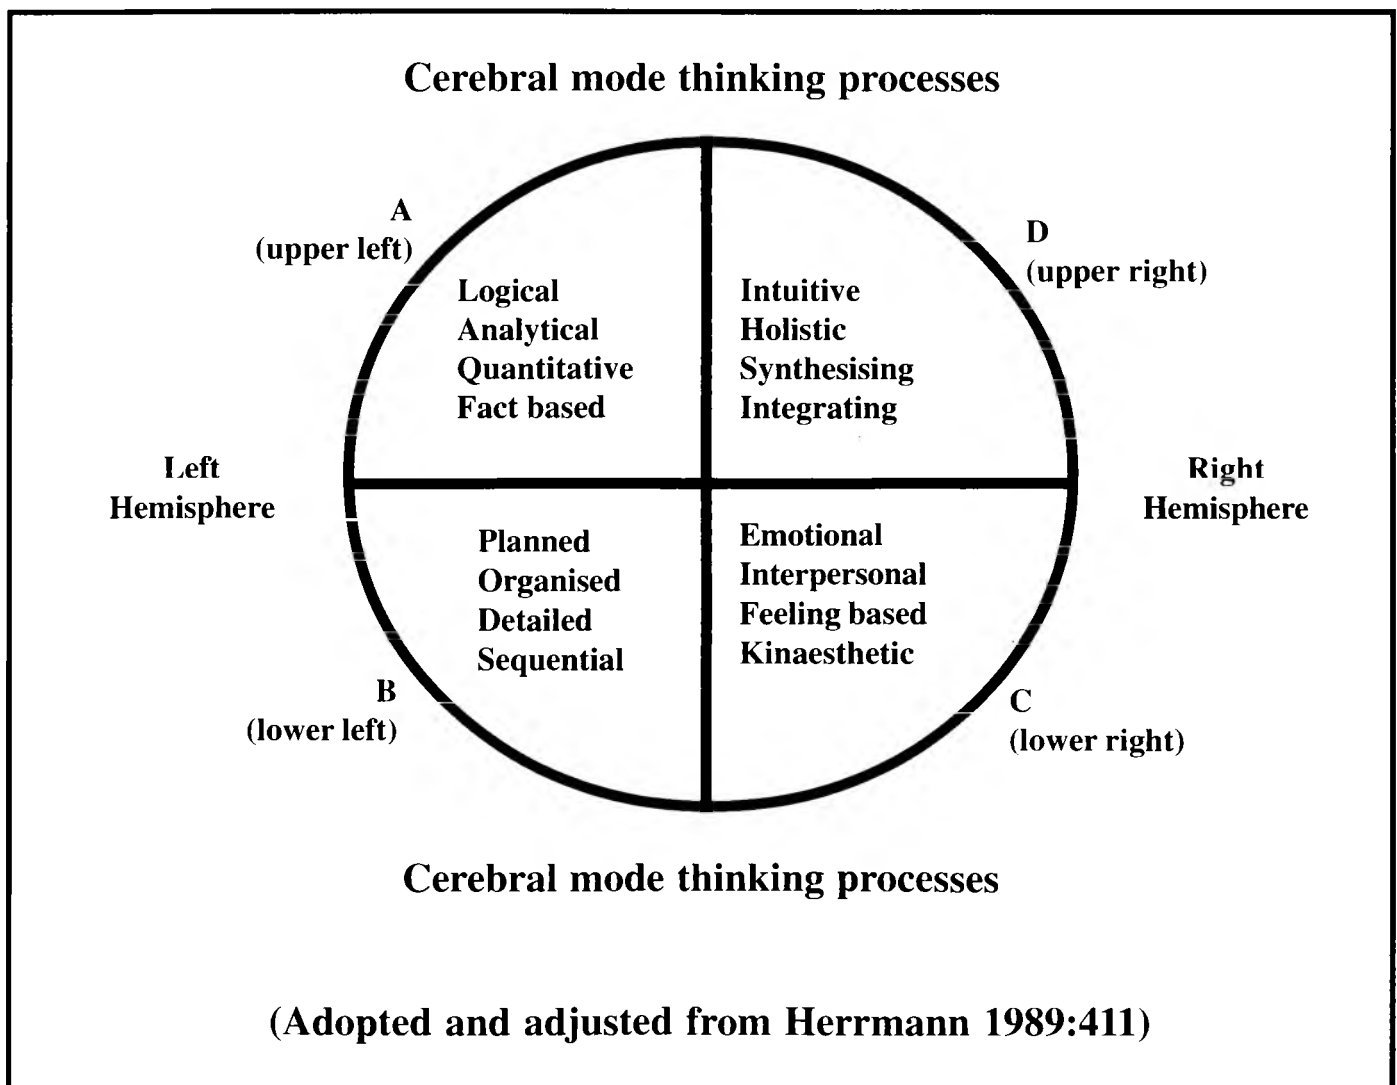 Cerebral mode thinking processes
A
(upper left)
D
(upper right)
Logical
Analytical
Quantitative
Fact based
Intuitive
Holistic
Synthesising
Integrating
Left
Hemisphere
Right
Hemisphere
Planned
Organised
Detailed
Sequential
Emotional
Interpersonal
Feeling based
Kinaesthetic
B
(lower left)
C
(lower right)
Cerebral mode thinking processes
(Adopted and adjusted from Herrmann 1989:411)